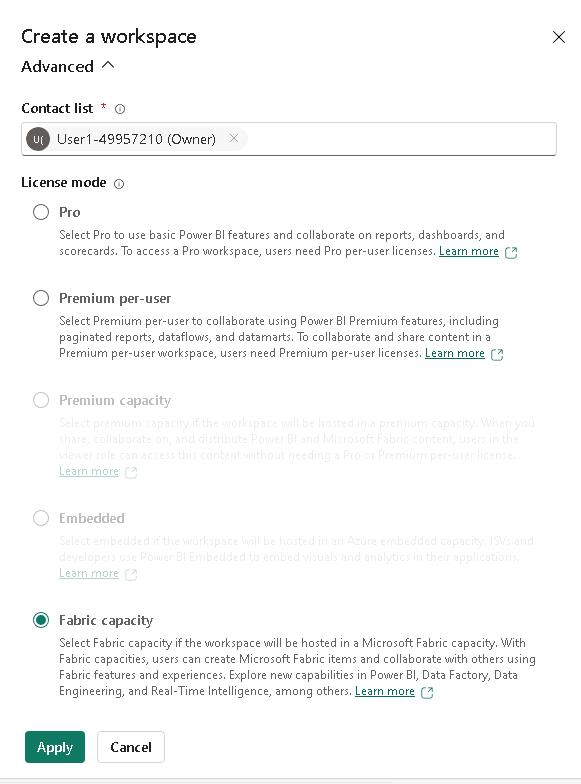 Create a workspace
Advanced
Contact list *
U( User1-49957210 (Owner)
License mode
Pro
Select Pro to use basic Power BI features and collaborate on reports, dashboards, and
scorecards. To access a Pro workspace, users need Pro per-user licenses. Learn more
Premium per-user
Select Premium per-user to collaborate using Power BI Premium features, including
paginated reports, dataflows, and datamarts. To collaborate and share content in a
Premium per-user workspace, users need Premium per-user licenses. Learn more
Premium capacity
Select premium capacity if the workspace will be hosted in a premium capacity. When you
share, collaborate on, and distribute Power BI and Microsoft Fabric content, users in the
viewer role can access this content without needing a Pro or Premium per-user license.
Learn more
Embedded
Select embedded if the workspace will be hosted in an Azure embedded capacity. ISVs and
developers use Power BI Embedded to embed visuals and analytics in their applications.
Learn more
Fabric capacity
Select Fabric capacity if the workspace will be hosted in a Microsoft Fabric capacity. With
Fabric capacities, users can create Microsoft Fabric items and collaborate with others using
Fabric features and experiences. Explore new capabilities in Power BI, Data Factory, Data
Engineering, and Real-Time Intelligence, among others. Learn more
Apply Cancel